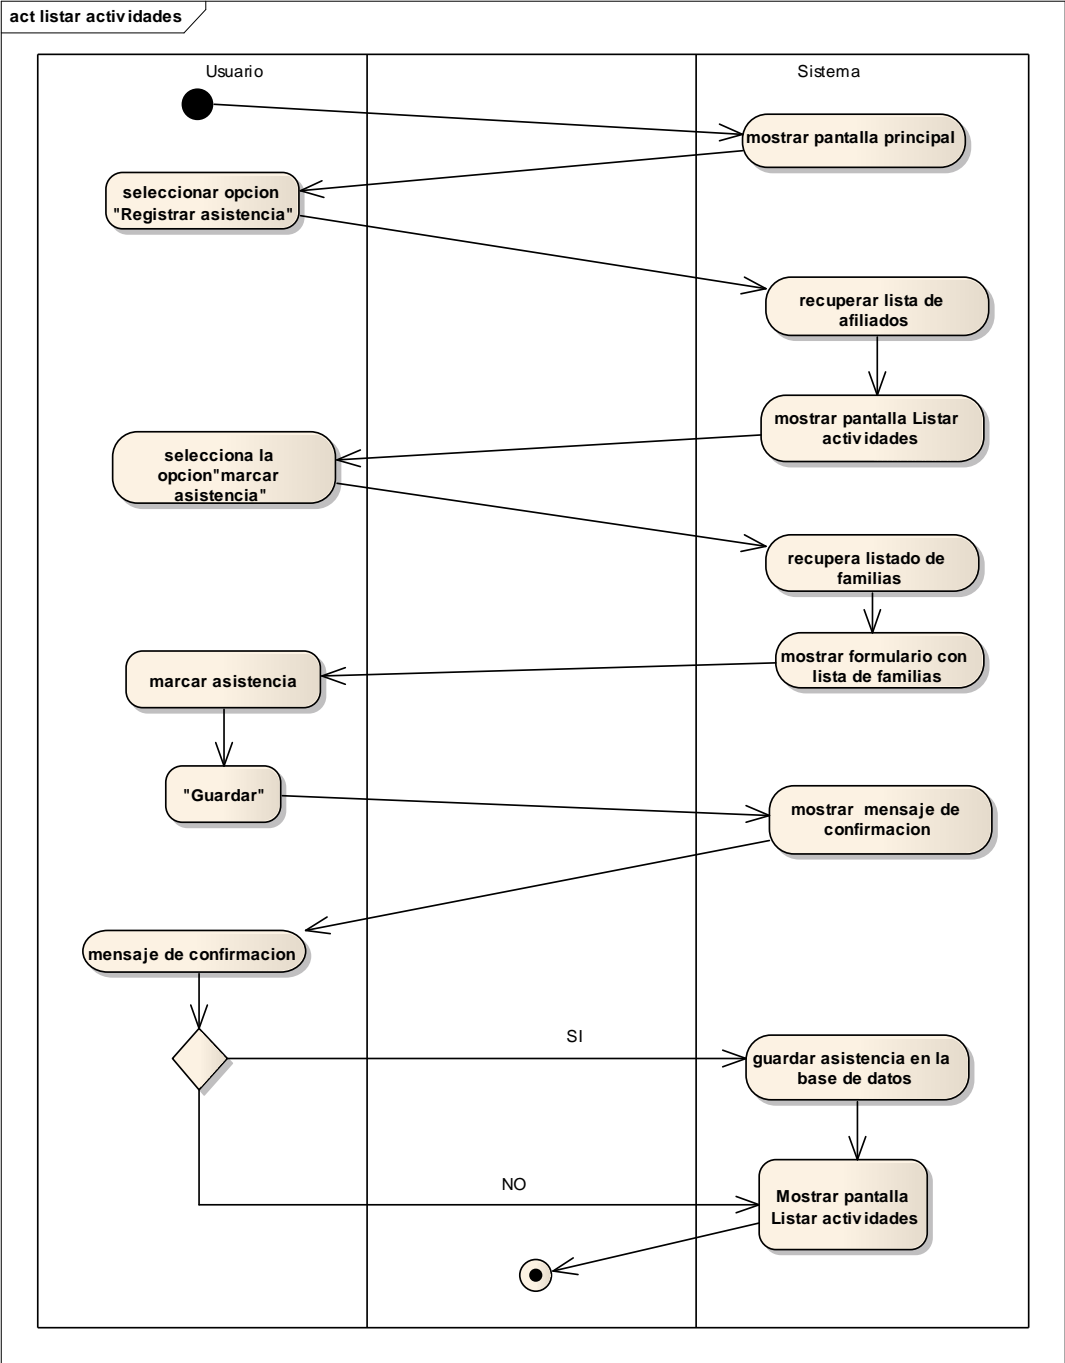 act listar actividades
Usuario
Sistema
mostrar pantalla principal
seleccionar opcion
"Registrar asistencia"
recuperar lista de
afiliados
mostrar pantalla Listar
actividades
selecciona la
opcion"marcar
asistencia"
recupera listado de
familias
mostrar formulario con
lista de familias
marcar asistencia
"Guardar"
mostrar  mensaje de
confirmacion
mensaje de confirmacion
SI
guardar asistencia en la
base de datos
NO
Mostrar pantalla
Listar actividades